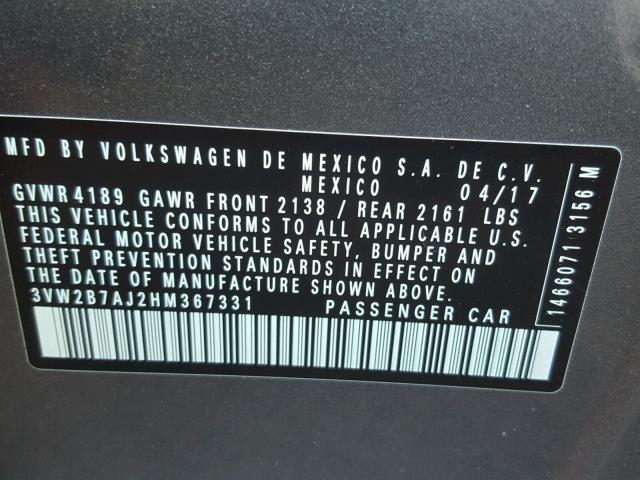 MFD BY VOLKSWAGEN DE MEXICO S.A. DE C.V.
MEXICO 04/17
GVWR 4189 GAWR FRONT 2138 / REAR 2161 LBS
THIS VEHICLE CONFORMS TO ALL APPLICABLE U.S.
FEDERAL MOTOR VEHICLE SAFETY, BUMPER AND
THEFT PREVENTION STANDARDS IN EFFECT ON
THE DATE OF MANUFACTURE SHOWN ABOVE.
3VW2B7AJ2HM367331 PASSENGER CAR
1466071 3156 M